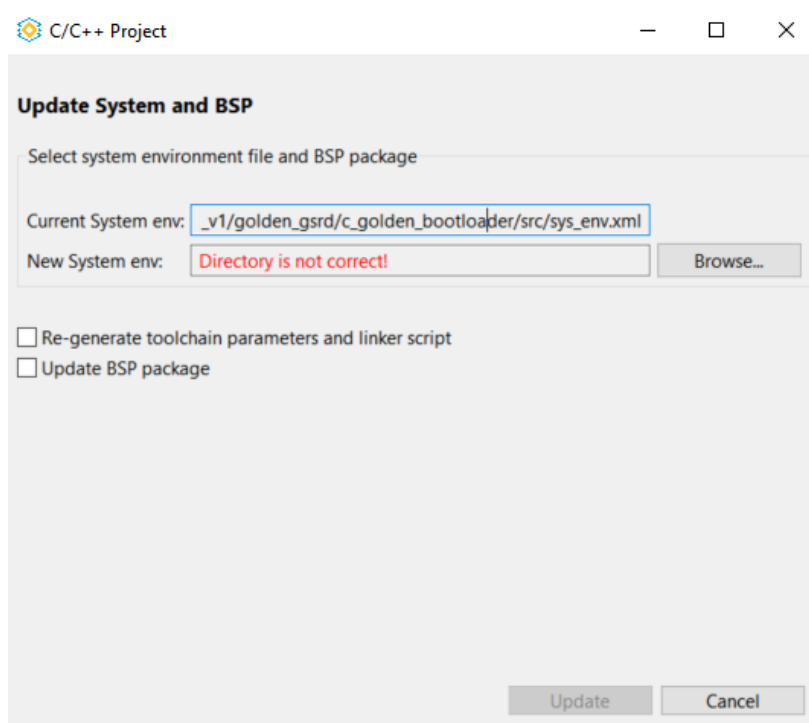 C/C++ Project
Update System and BSP
Select system environment file and BSP package
Current System env: _v1/golden_gsrd/c_golden_bootloader/src/sys_env.xml
New System env: Directory is not correct! Browse...
Re-generate toolchain parameters and linker script
Update BSP package
Update Cancel